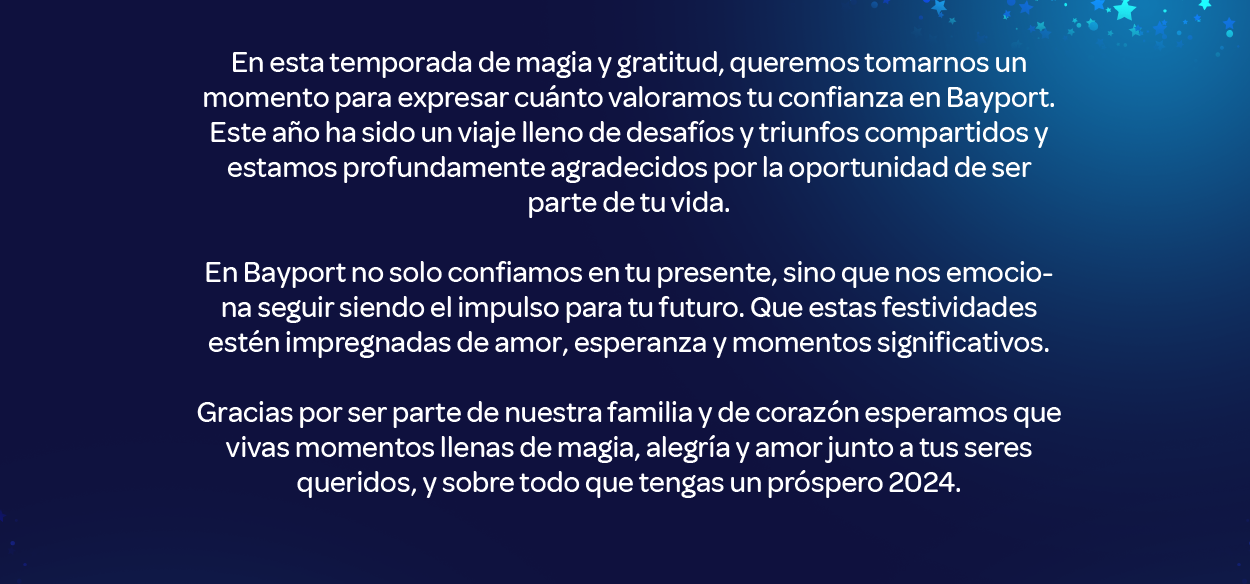 En esta temporada de magia y gratitud, queremos tomarnos un
momento para expresar cuánto valoramos tu confianza en Bayport.
Este año ha sido un viaje lleno de desafíos y triunfos compartidos y
estamos profundamente agradecidos por la oportunidad de ser
parte de tu vida.
En Bayport no solo confiamos en tu presente, sino que nos emocio-
na seguir siendo el impulso para tu futuro. Que estas festividades
estén impregnadas de amor, esperanza y momentos significativos.
Gracias por ser parte de nuestra familia y de corazón esperamos que
vivas momentos llenas de magia, alegría y amor junto a tus seres
queridos, y sobre todo que tengas un próspero 2024.